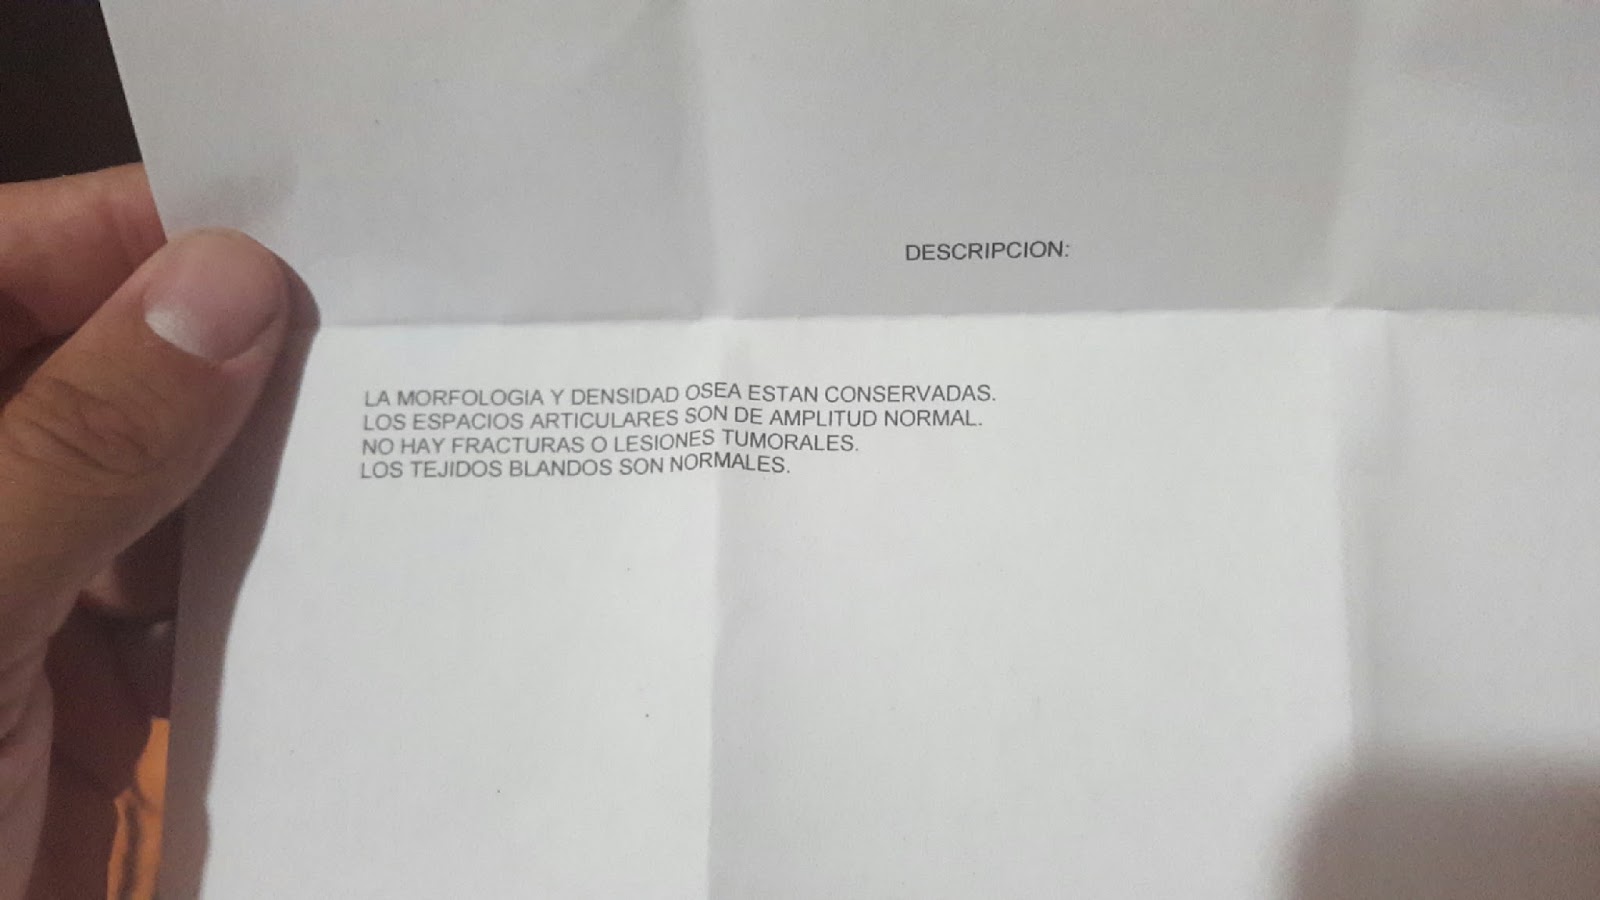 DESCRIPCION:
LA MORFOLOGIA Y DENSIDAD OSEA ESTAN CONSERVADAS.
LOS ESPACIOS ARTICULARES SON DE AMPLITUD NORMAL.
NO HAY FRACTURAS O LESIONES TUMORALES.
LOS TEJIDOS BLANDOS SON NORMALES.